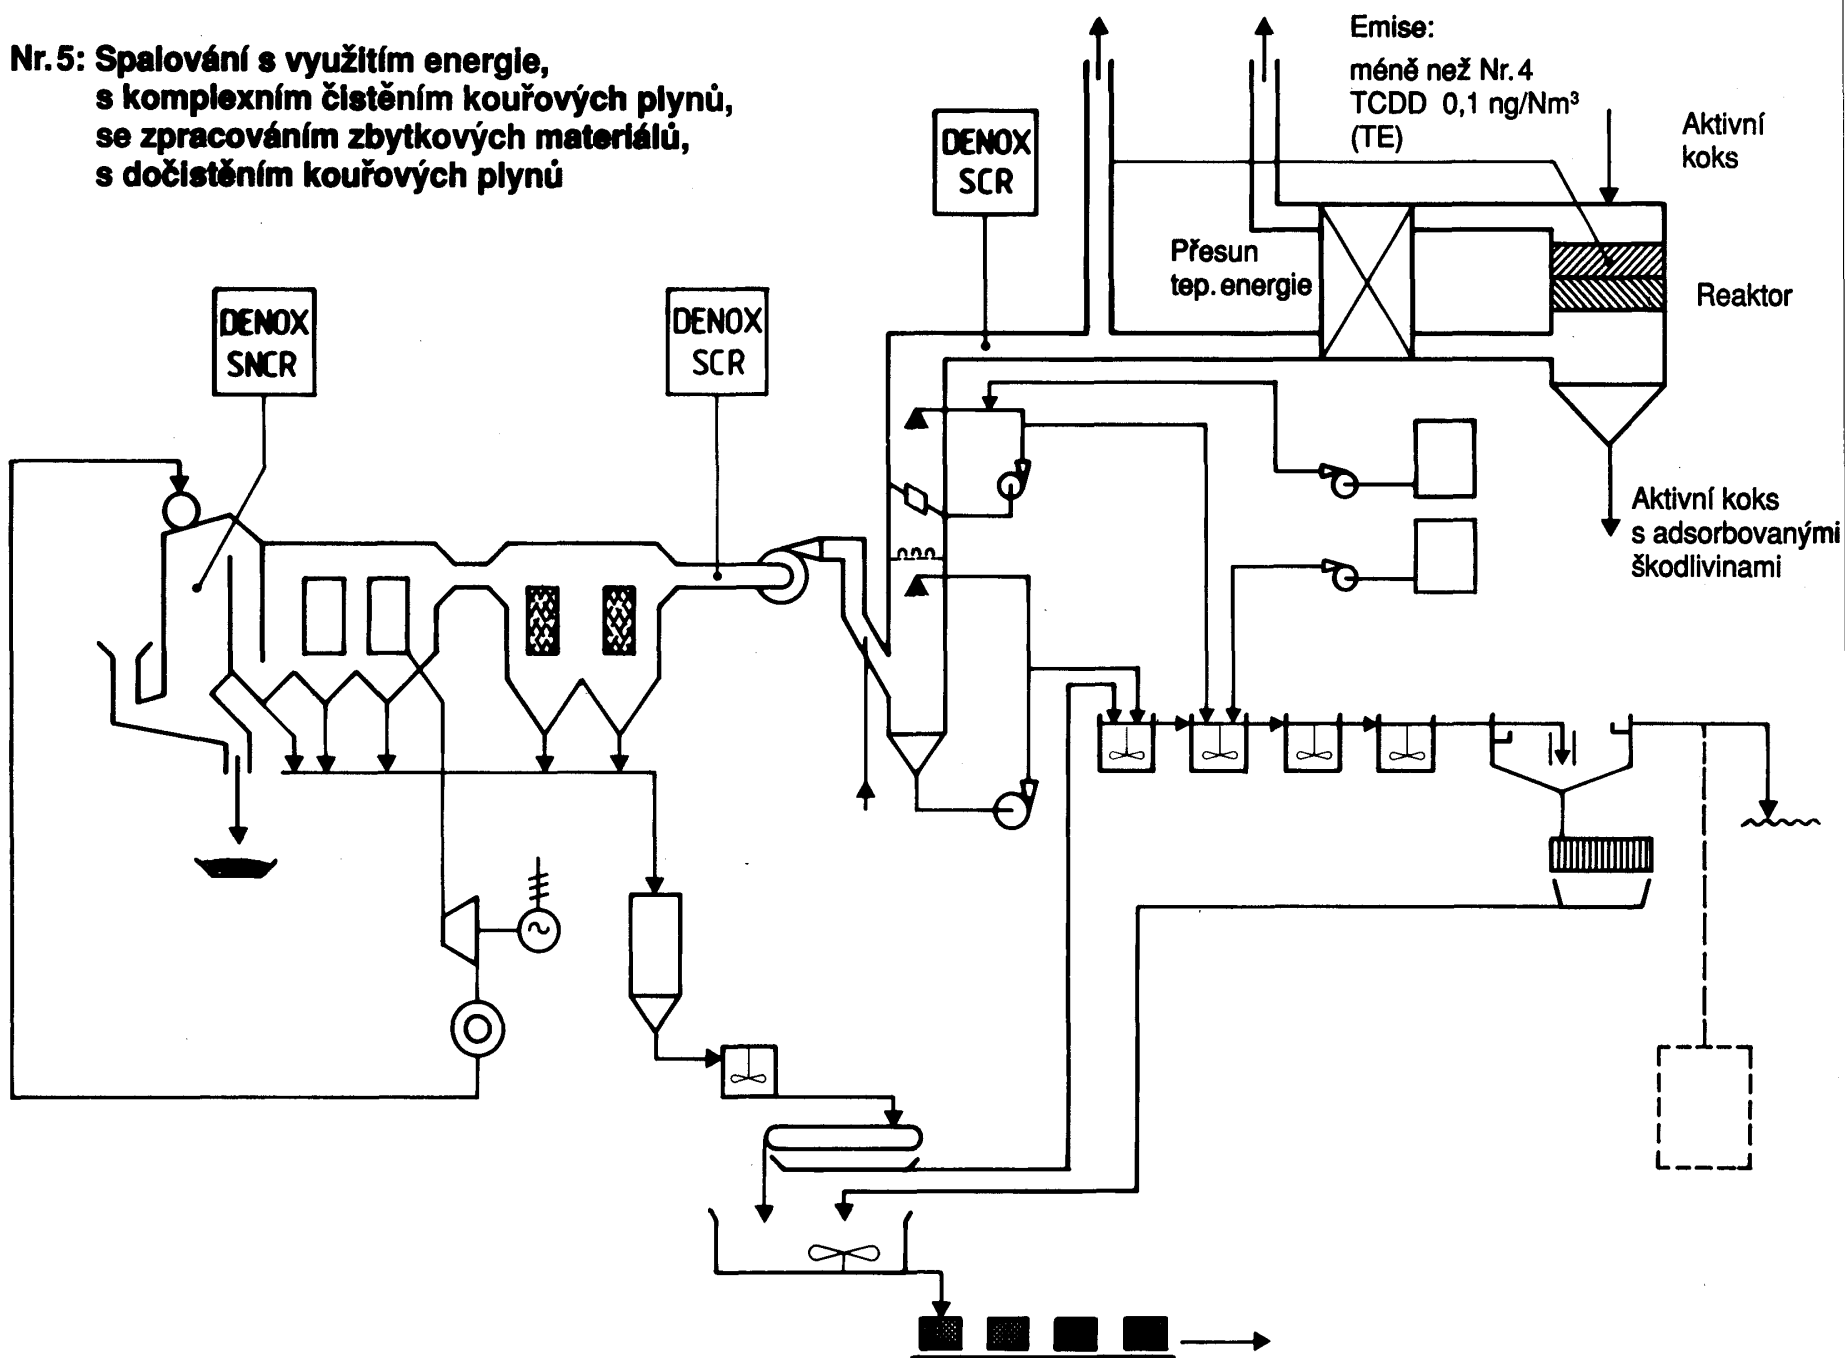 Nr. 5: Spalování s využitím energie,
s komplexním čistěním kouřových plynů,
se zpracováním zbytkových materiálů,
s dočistěním kouřových plynů
Emise:
méně než Nr. 4
TCDD 0,1 ng/Nm³
(TE)
Aktivní
koks
DENOX
SCR
Přesun
tep. energie
Reaktor
DENOX
SNCR
DENOX
SCR
Aktivní koks
s adsorbovanými
škodlivinami